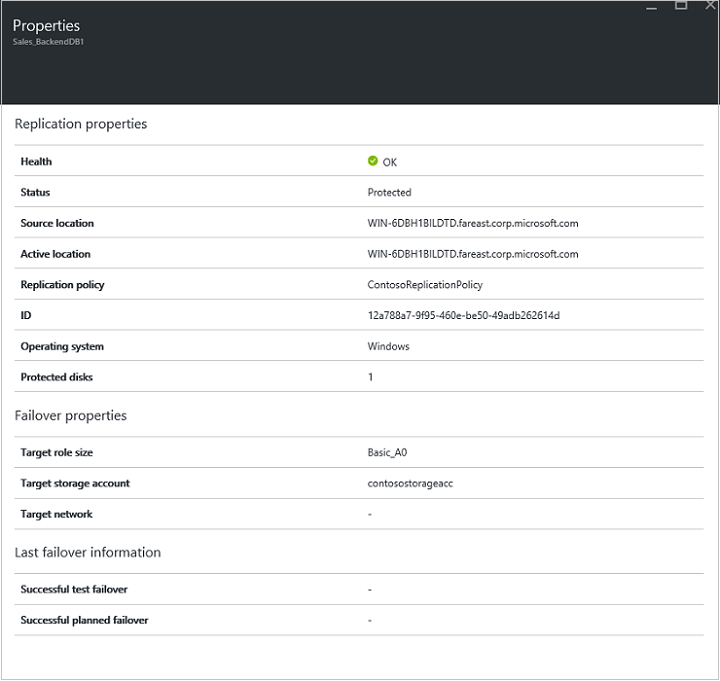 Properties
Sales_BackendDB1
Replication properties
Health OK
Status Protected
Source location WIN-6DBH1BILDTD.fareast.corp.microsoft.com
Active location WIN-6DBH1BILDTD.fareast.corp.microsoft.com
Replication policy ContosoReplicationPolicy
ID 12a788a7-9f95-460e-be50-49adb262614d
Operating system Windows
Protected disks 1
Failover properties
Target role size Basic_A0
Target storage account contosostorageacc
Target network -
Last failover information
Successful test failover -
Successful planned failover -